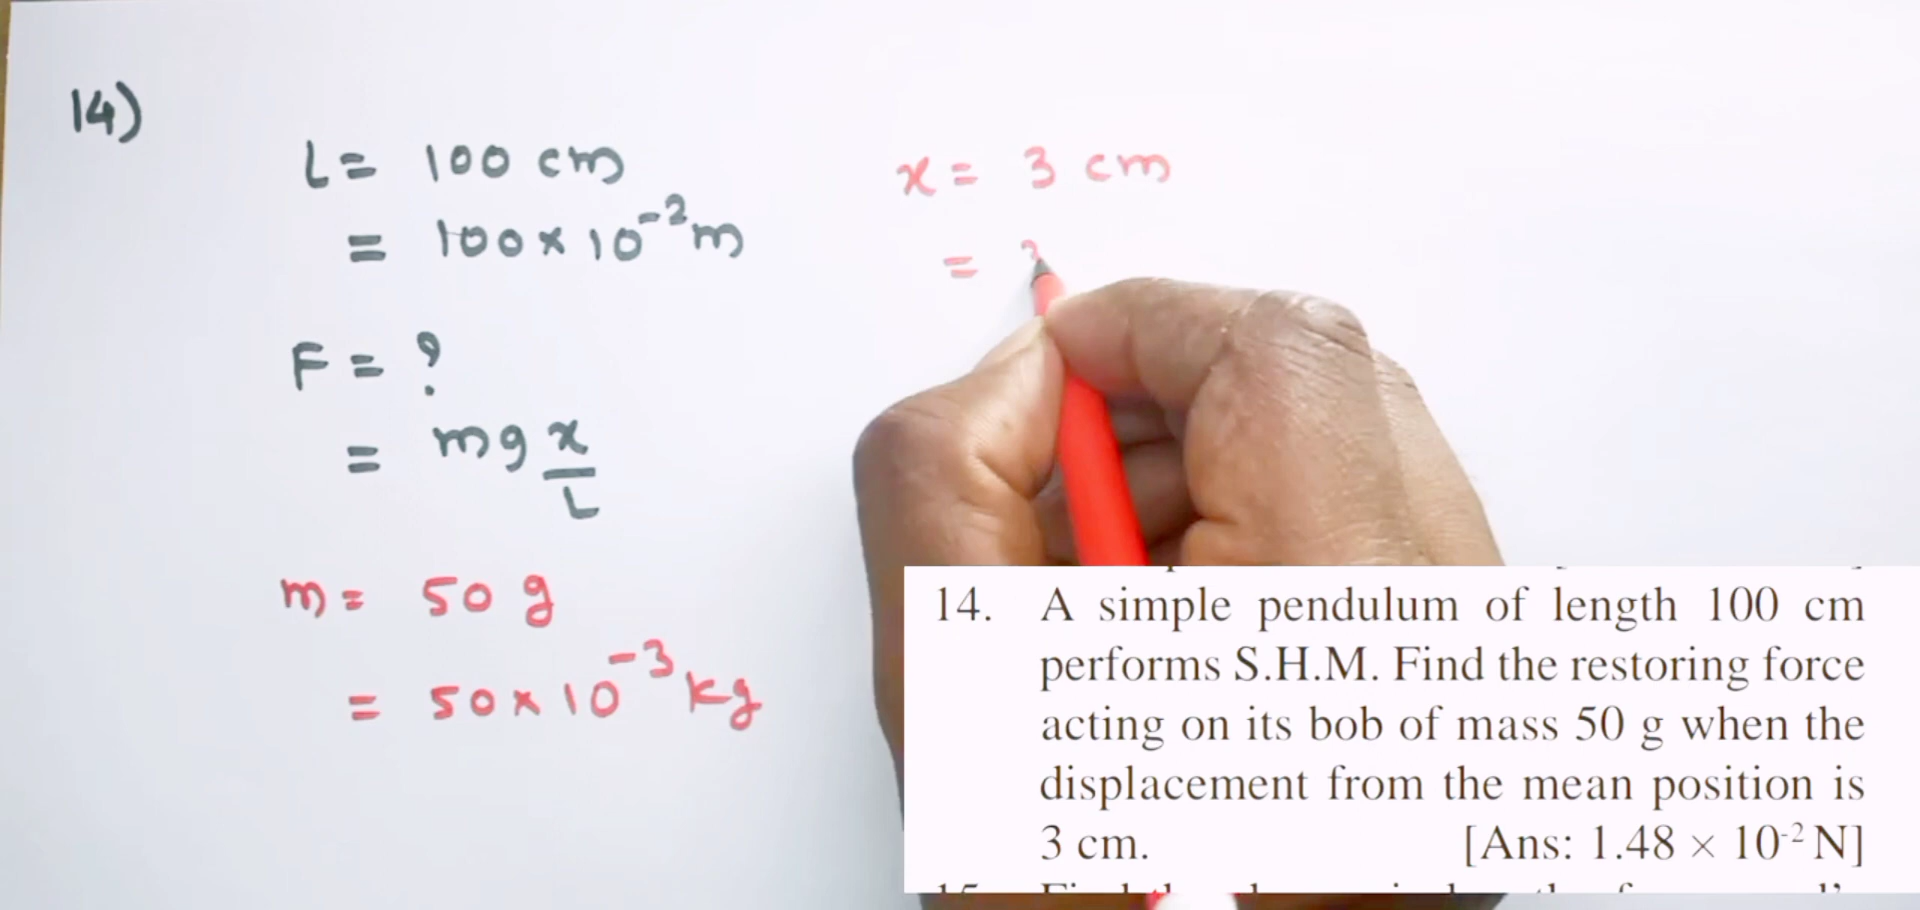 14)
L = 100 cm
= 100 × 10⁻² m
F = ?
= mg x/L
m = 50 g
= 50 × 10⁻³ kg
x = 3 cm
=
14. A simple pendulum of length 100 cm
performs S.H.M. Find the restoring force
acting on its bob of mass 50 g when the
displacement from the mean position is
3 cm. [Ans: 1.48 × 10⁻² N]